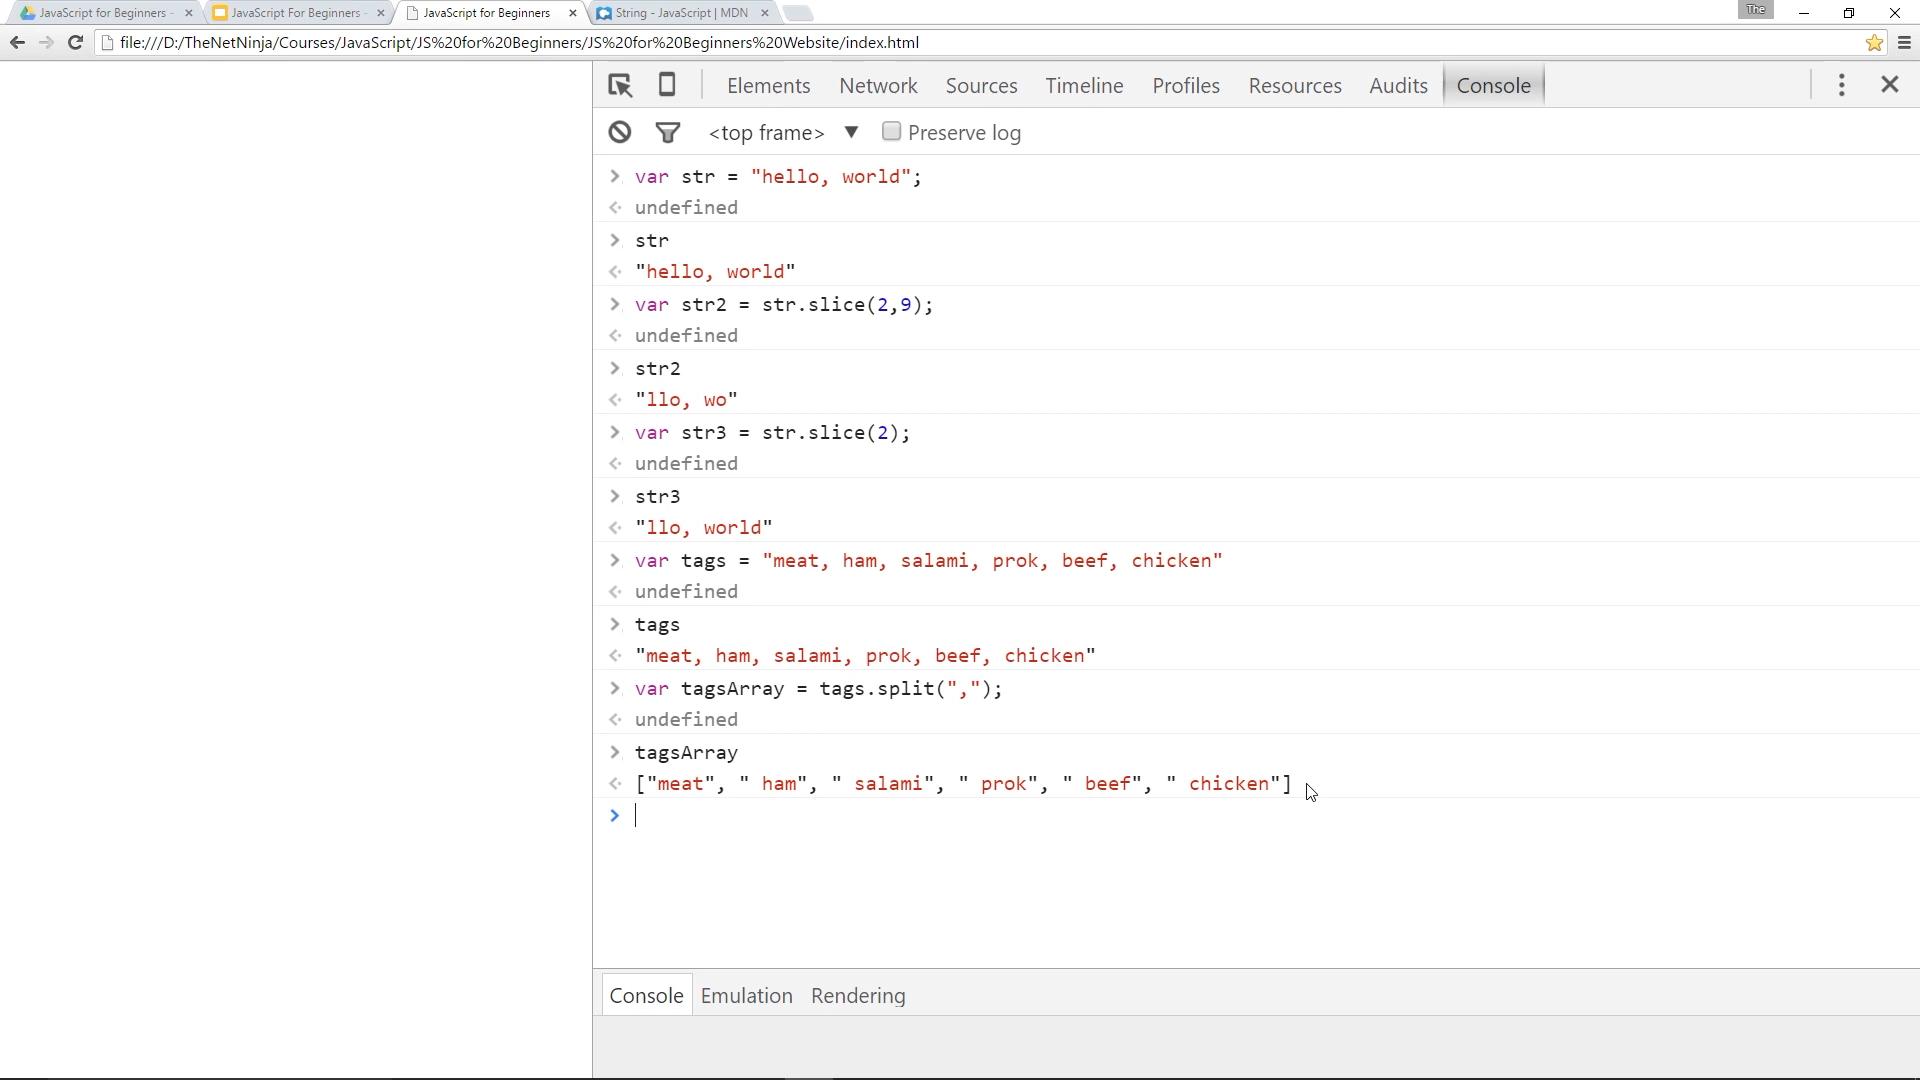 JavaScript for Beginners -
JavaScript For Beginners -
JavaScript for Beginners
String - JavaScript | MDN
The
file:///D:/TheNetNinja/Courses/JavaScript/JS%20for%20Beginners/JS%20for%20Beginners%20Website/index.html
Elements Network Sources Timeline Profiles Resources Audits Console
<top frame> ▼ Preserve log
> var str = "hello, world";
undefined
> str
"hello, world"
> var str2 = str.slice(2,9);
undefined
> str2
"llo, wo"
> var str3 = str.slice(2);
undefined
> str3
"llo, world"
> var tags = "meat, ham, salami, prok, beef, chicken"
undefined
> tags
"meat, ham, salami, prok, beef, chicken"
> var tagsArray = tags.split(",");
undefined
> tagsArray
["meat", " ham", " salami", " prok", " beef", " chicken"]
>
Console Emulation Rendering